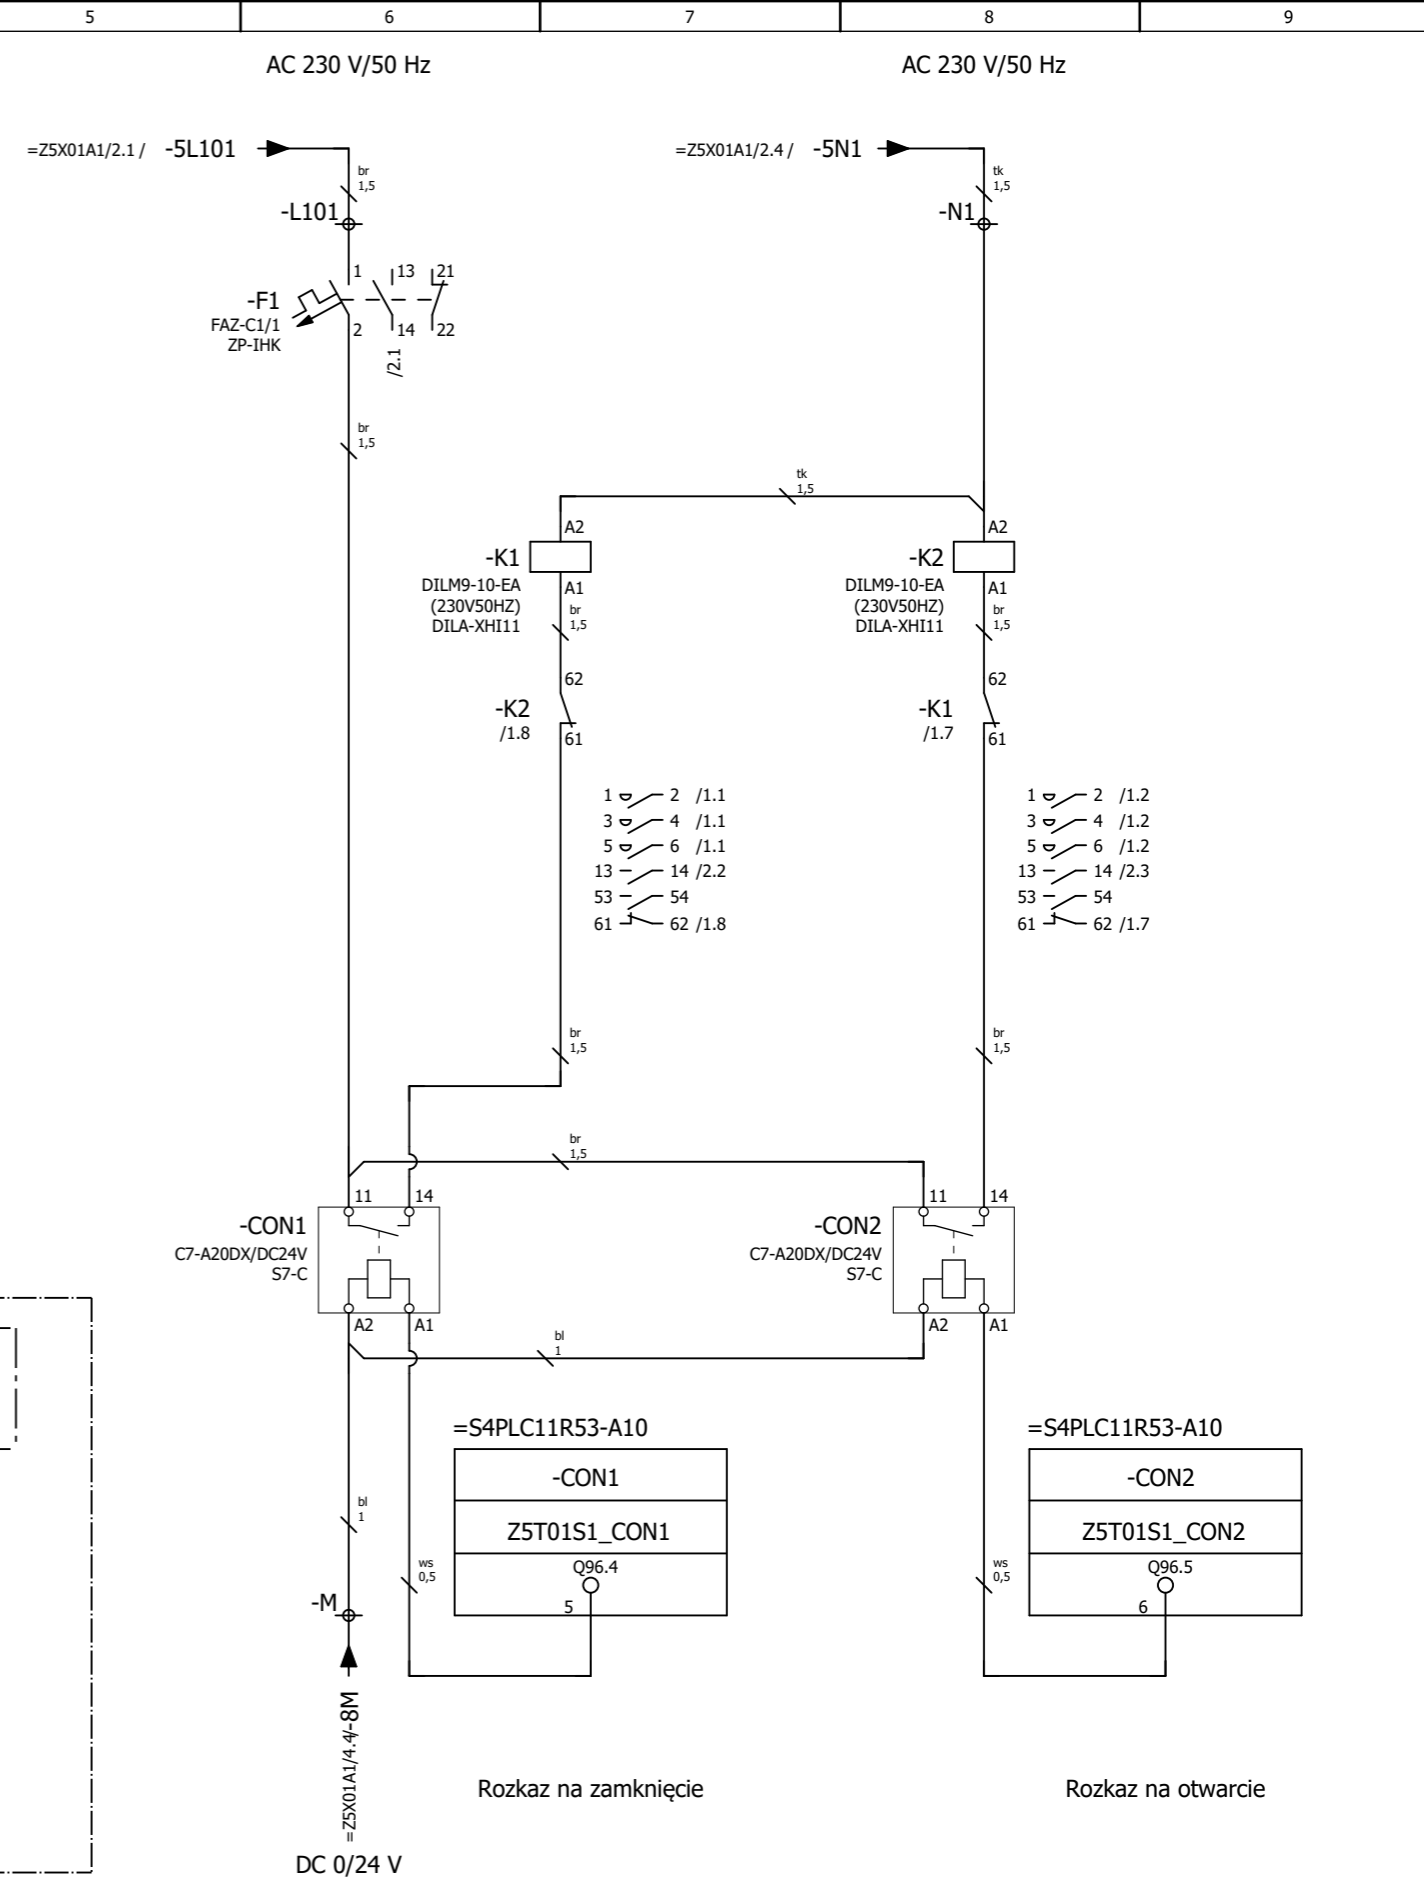 5 6 7 8 9
AC 230 V/50 Hz AC 230 V/50 Hz
=Z5X01A1/2.1 / -5L101 =Z5X01A1/2.4 / -5N1
br tk
1,5 1,5
-L101 -N1
1 13 21
-F1
FAZ-C1/1
ZP-IHK
2 14 22
/2.1
br
1,5
tk
1,5
A2 A2
-K1 -K2
DILM9-10-EA DILM9-10-EA
(230V50HZ) (230V50HZ)
DILA-XHI11 DILA-XHI11
A1 A1
br br
1,5 1,5
62 62
-K2 -K1
/1.8 /1.7
61 61
1 2 /1.1 1 2 /1.2
3 4 /1.1 3 4 /1.2
5 6 /1.1 5 6 /1.2
13 14 /2.2 13 14 /2.3
53 54 53 54
61 62 /1.8 61 62 /1.7
br br
1,5 1,5
br
1,5
11 14 11 14
-CON1 -CON2
C7-A20DX/DC24V C7-A20DX/DC24V
S7-C S7-C
A2 A1 A2 A1
bl
1
=S4PLC11R53-A10 =S4PLC11R53-A10
-CON1 -CON2
Z5T01S1_CON1 Z5T01S1_CON2
bl
1
Q96.4 Q96.5
ws ws
0,5 0,5
5 6
-M
=Z5X01A1/4.4/-8M
Rozkaz na zamknięcie Rozkaz na otwarcie
DC 0/24 V